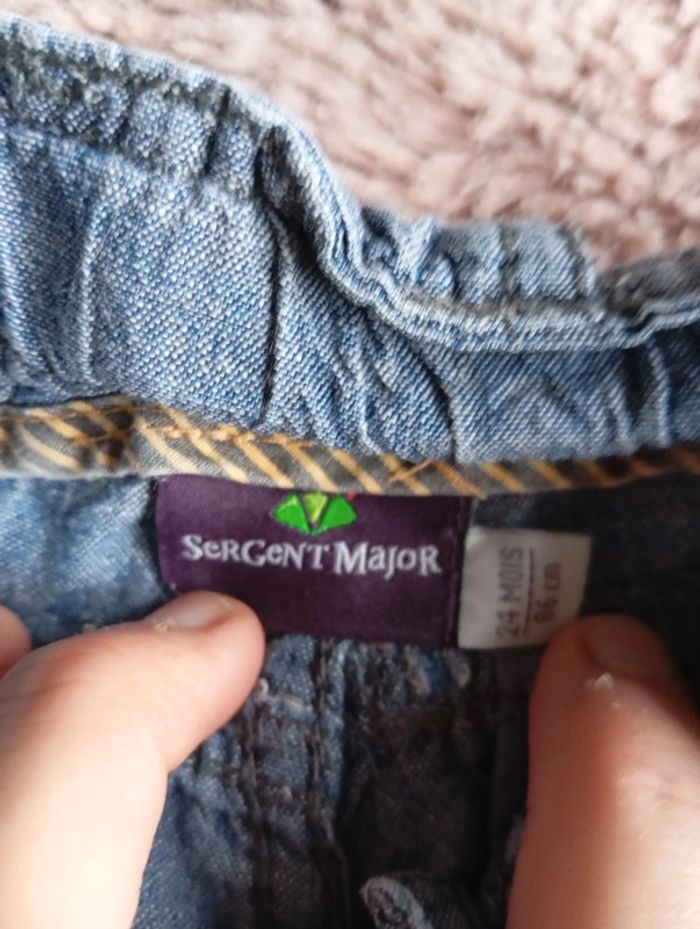 SeRGeNT MaJoR
24 MOIS
86 cm